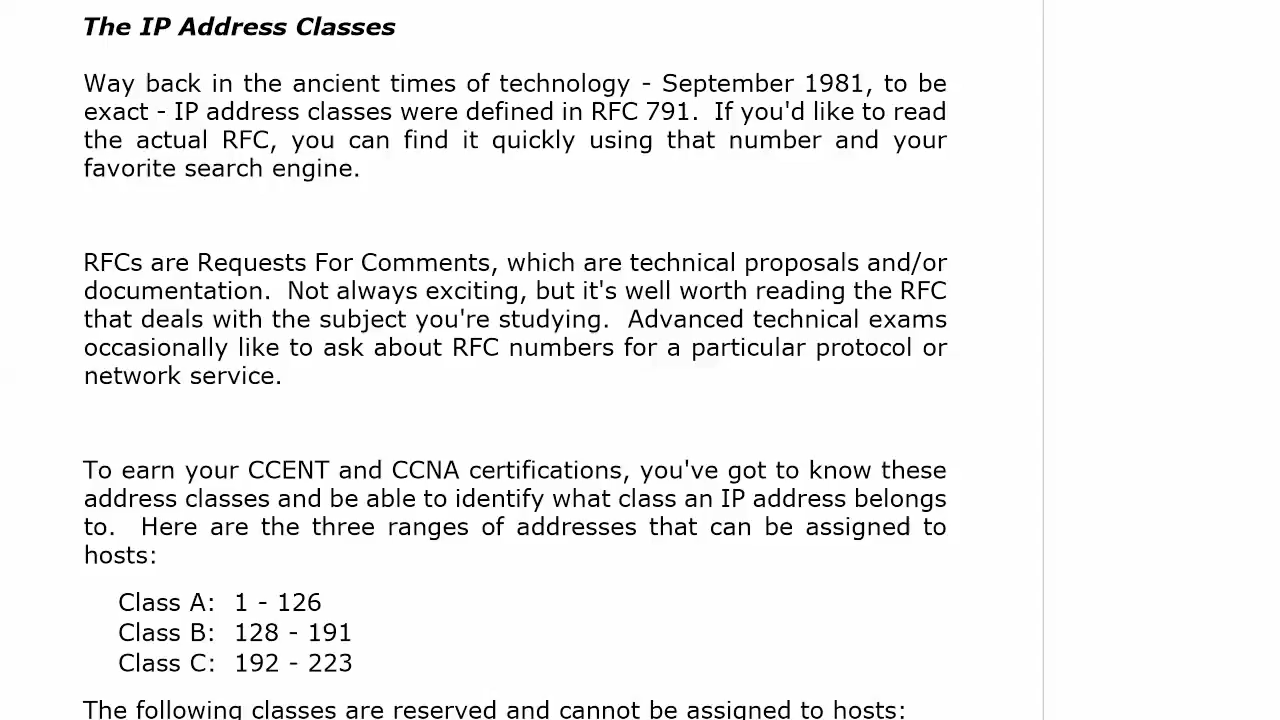 The IP Address Classes
Way back in the ancient times of technology - September 1981, to be
exact - IP address classes were defined in RFC 791.  If you'd like to read
the actual RFC, you can find it quickly using that number and your
favorite search engine.
RFCs are Requests For Comments, which are technical proposals and/or
documentation.  Not always exciting, but it's well worth reading the RFC
that deals with the subject you're studying.  Advanced technical exams
occasionally like to ask about RFC numbers for a particular protocol or
network service.
To earn your CCENT and CCNA certifications, you've got to know these
address classes and be able to identify what class an IP address belongs
to.  Here are the three ranges of addresses that can be assigned to
hosts:
Class A:  1 - 126
Class B:  128 - 191
Class C:  192 - 223
The following classes are reserved and cannot be assigned to hosts: